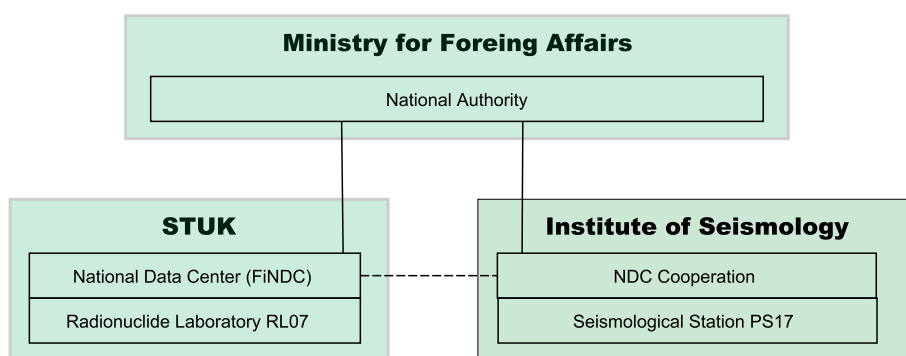 Ministry for Foreing Affairs
National Authority
STUK
National Data Center (FiNDC)
Radionuclide Laboratory RL07
Institute of Seismology
NDC Cooperation
Seismological Station PS17